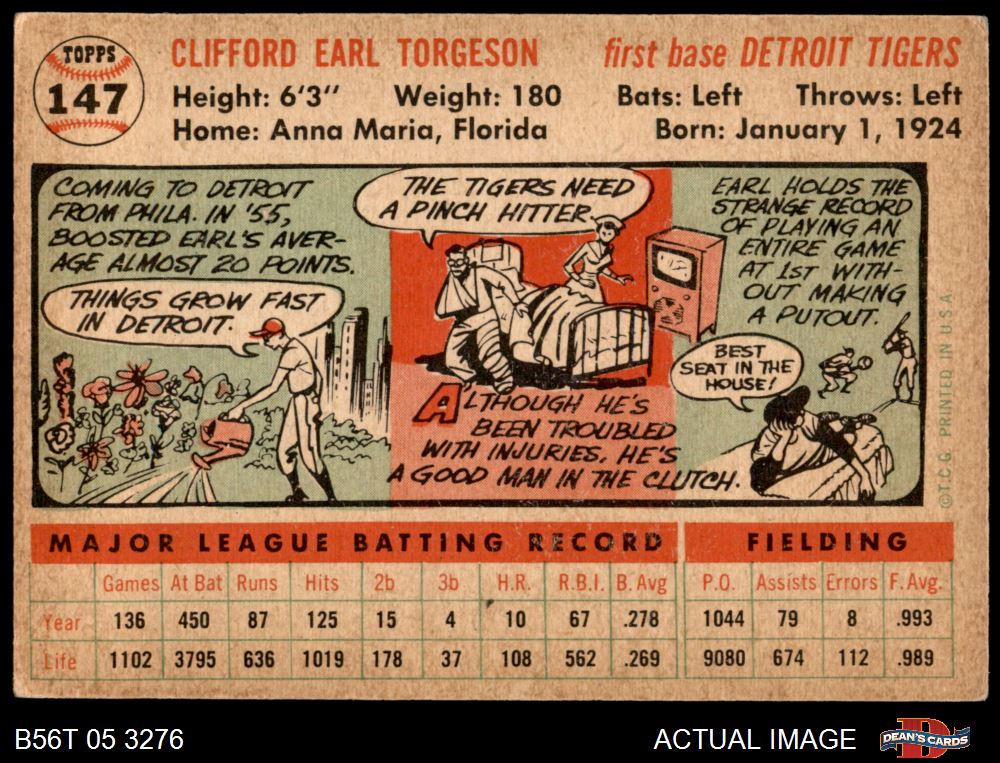 TOPPS
147
CLIFFORD EARL TORGESON first base DETROIT TIGERS
Height: 6'3" Weight: 180 Bats: Left Throws: Left
Home: Anna Maria, Florida Born: January 1, 1924
COMING TO DETROIT
FROM PHILA. IN '55,
BOOSTED EARL'S AVER-
AGE ALMOST 20 POINTS.
THINGS GROW FAST
IN DETROIT.
THE TIGERS NEED
A PINCH HITTER.
ALTHOUGH HE'S
BEEN TROUBLED
WITH INJURIES, HE'S
A GOOD MAN IN THE CLUTCH.
EARL HOLDS THE
STRANGE RECORD
OF PLAYING AN
ENTIRE GAME
AT 1ST WITH-
OUT MAKING
A PUTOUT.
BEST
SEAT IN THE
HOUSE!
©T.C.G. PRINTED IN U.S.A.
MAJOR LEAGUE BATTING RECORD FIELDING
Games At Bat Runs Hits 2b 3b H.R. R.B.I. B. Avg P.O. Assists Errors F. Avg.
Year 136 450 87 125 15 4 10 67 .278 1044 79 8 .993
Life 1102 3795 636 1019 178 37 108 562 .269 9080 674 112 .989
B56T 05 3276 ACTUAL IMAGE D DEAN'S CARDS